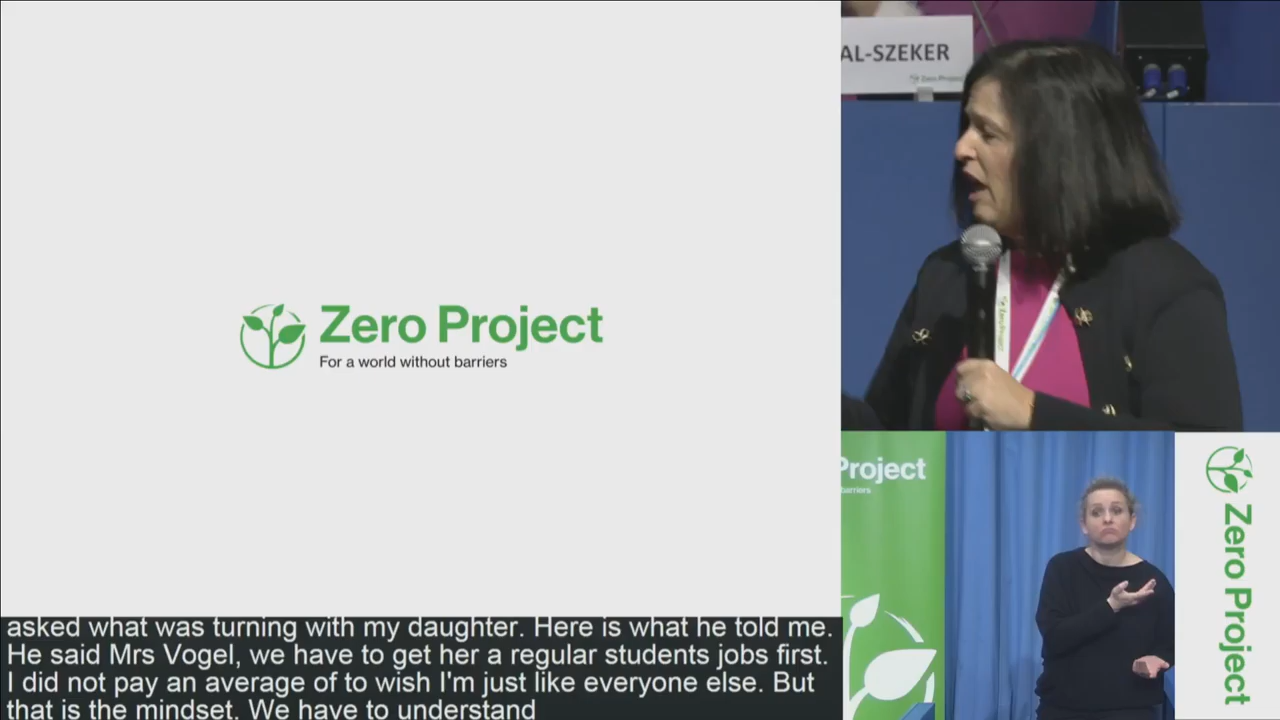 AL-SZEKER
Zero Project
Zero Project
For a world without barriers
Project
barriers
Zero Project
asked what was turning with my daughter. Here is what he told me.
He said Mrs Vogel, we have to get her a regular students jobs first.
I did not pay an average of to wish I'm just like everyone else. But
that is the mindset. We have to understand